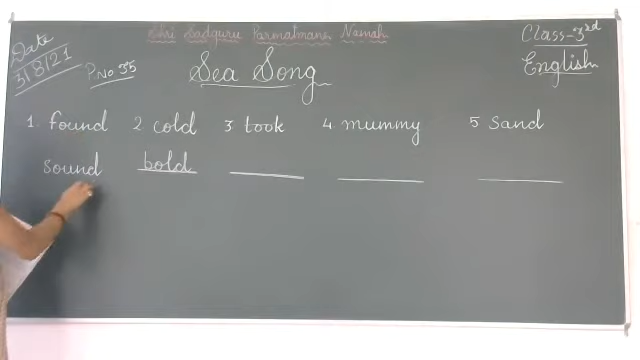 Shri Sadguru Parmatmane Namah
Class-3rd
Date
3/8/21
P.No 35
Sea Song
English
1. found 2 cold 3 took 4 mummy 5 sand
sound bold